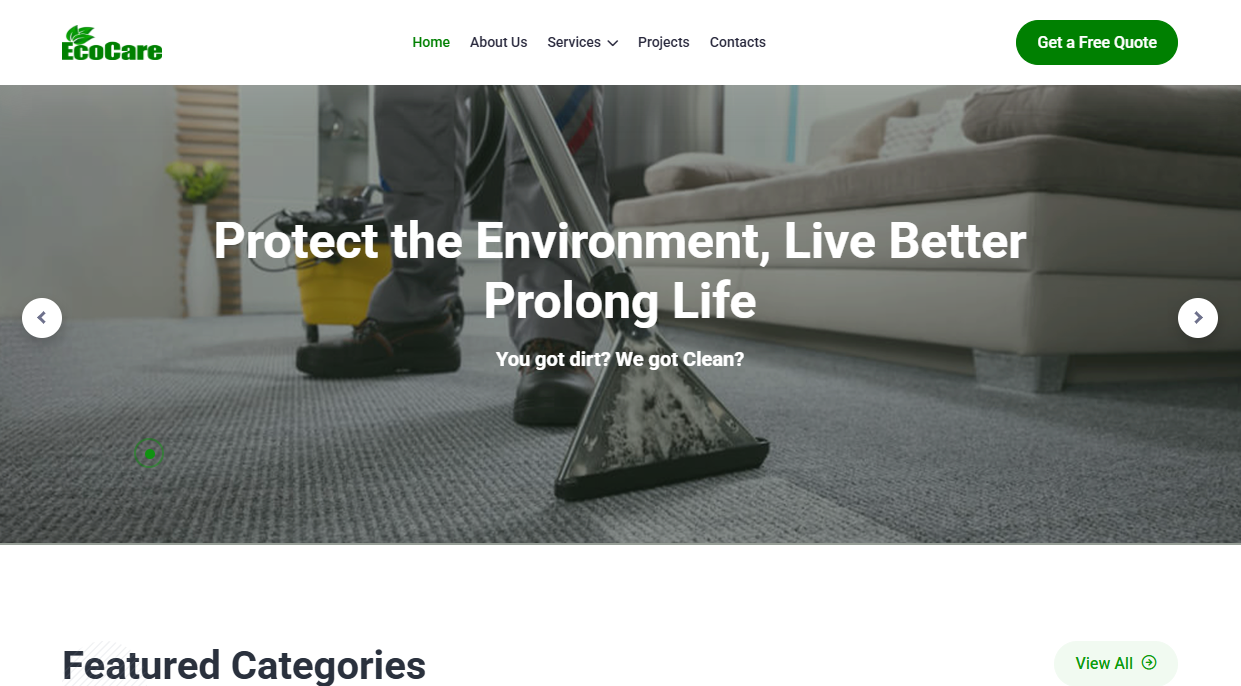 EcoCare
Home About Us Services Projects Contacts
Get a Free Quote
Protect the Environment, Live Better
Prolong Life
You got dirt? We got Clean?
Featured Categories
View All